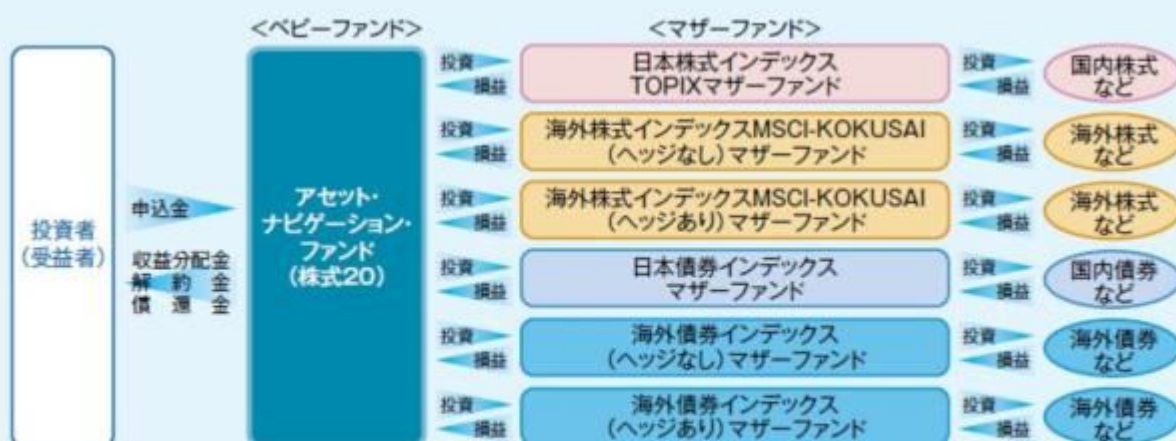 <ベビーファンド>
<マザーファンド>
投資者
(受益者)
申込金
収益分配金
解約金
償還金
アセット・
ナビゲーション・
ファンド
(株式20)
投資
損益
日本株式インデックス
TOPIXマザーファンド
投資
損益
国内株式
など
投資
損益
海外株式インデックスMSCI-KOKUSAI
(ヘッジなし)マザーファンド
投資
損益
海外株式
など
投資
損益
海外株式インデックスMSCI-KOKUSAI
(ヘッジあり)マザーファンド
投資
損益
海外株式
など
投資
損益
日本債券インデックス
マザーファンド
投資
損益
国内債券
など
投資
損益
海外債券インデックス
(ヘッジなし)マザーファンド
投資
損益
海外債券
など
投資
損益
海外債券インデックス
(ヘッジあり)マザーファンド
投資
損益
海外債券
など